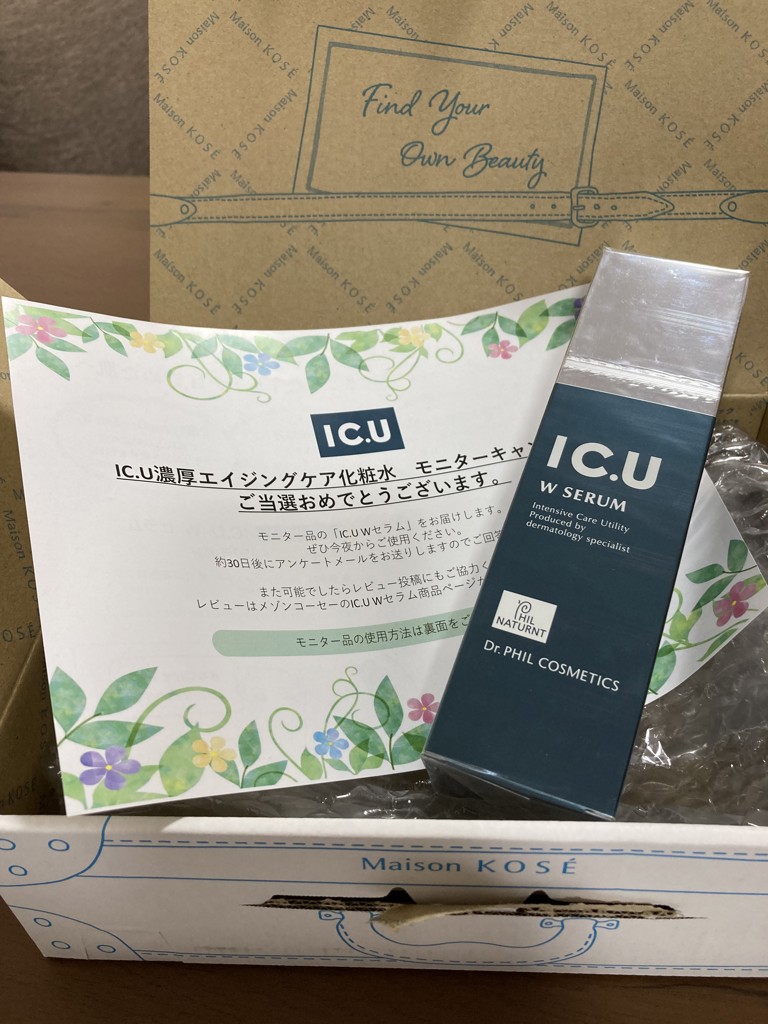 Maison KOSÉ
Find Your
Own Beauty
IC.U
IC.U濃厚エイジングケア化粧水 モニターキャン
ご当選おめでとうございます。
モニター品の「IC.U Wセラム」をお届けします。
ぜひ今夜からご使用ください。
約30日後にアンケートメールをお送りしますのでご回答
また可能でしたらレビュー投稿にもご協力く
レビューはメゾンコーセーのIC.U Wセラム商品ページ
モニター品の使用方法は裏面をご
IC.U
W SERUM
Intensive Care Utility
Produced by
dermatology specialist
PHIL
NATURNT
Dr. PHIL COSMETICS
Maison KOSÉ